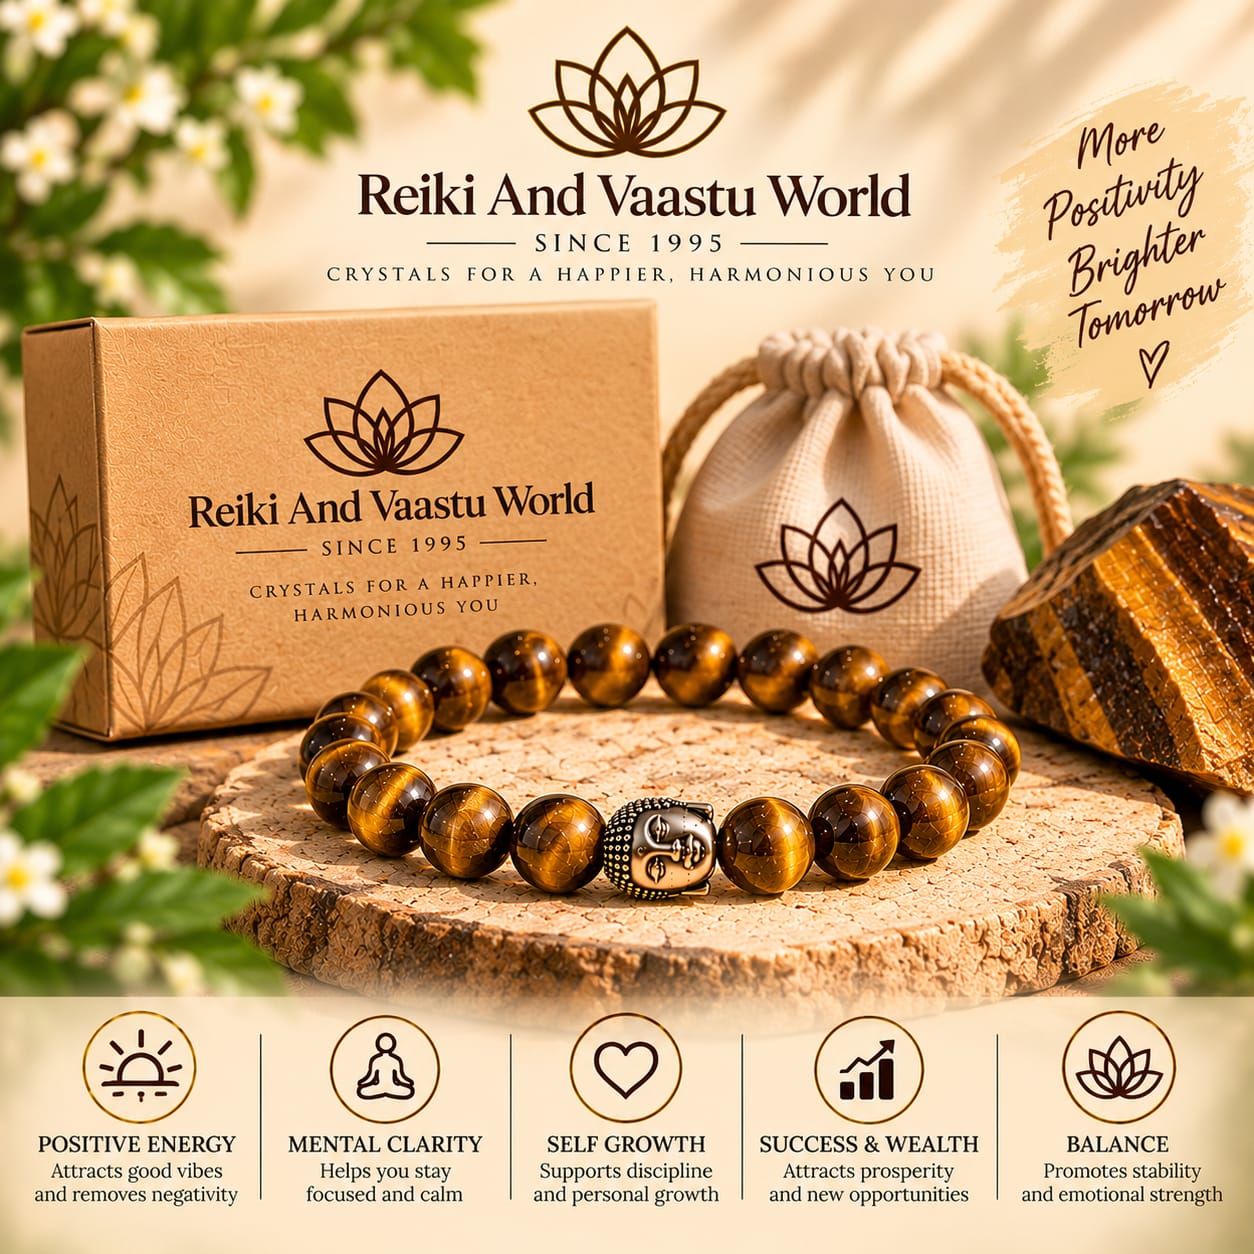 Reiki And Vaastu World
SINCE 1995
CRYSTALS FOR A HAPPIER, HARMONIOUS YOU
More
Positivity
Brighter
Tomorrow
Reiki And Vaastu World
SINCE 1995
CRYSTALS FOR A HAPPIER,
HARMONIOUS YOU
POSITIVE ENERGY
Attracts good vibes
and removes negativity
MENTAL CLARITY
Helps you stay
focused and calm
SELF GROWTH
Supports discipline
and personal growth
SUCCESS & WEALTH
Attracts prosperity
and new opportunities
BALANCE
Promotes stability
and emotional strength